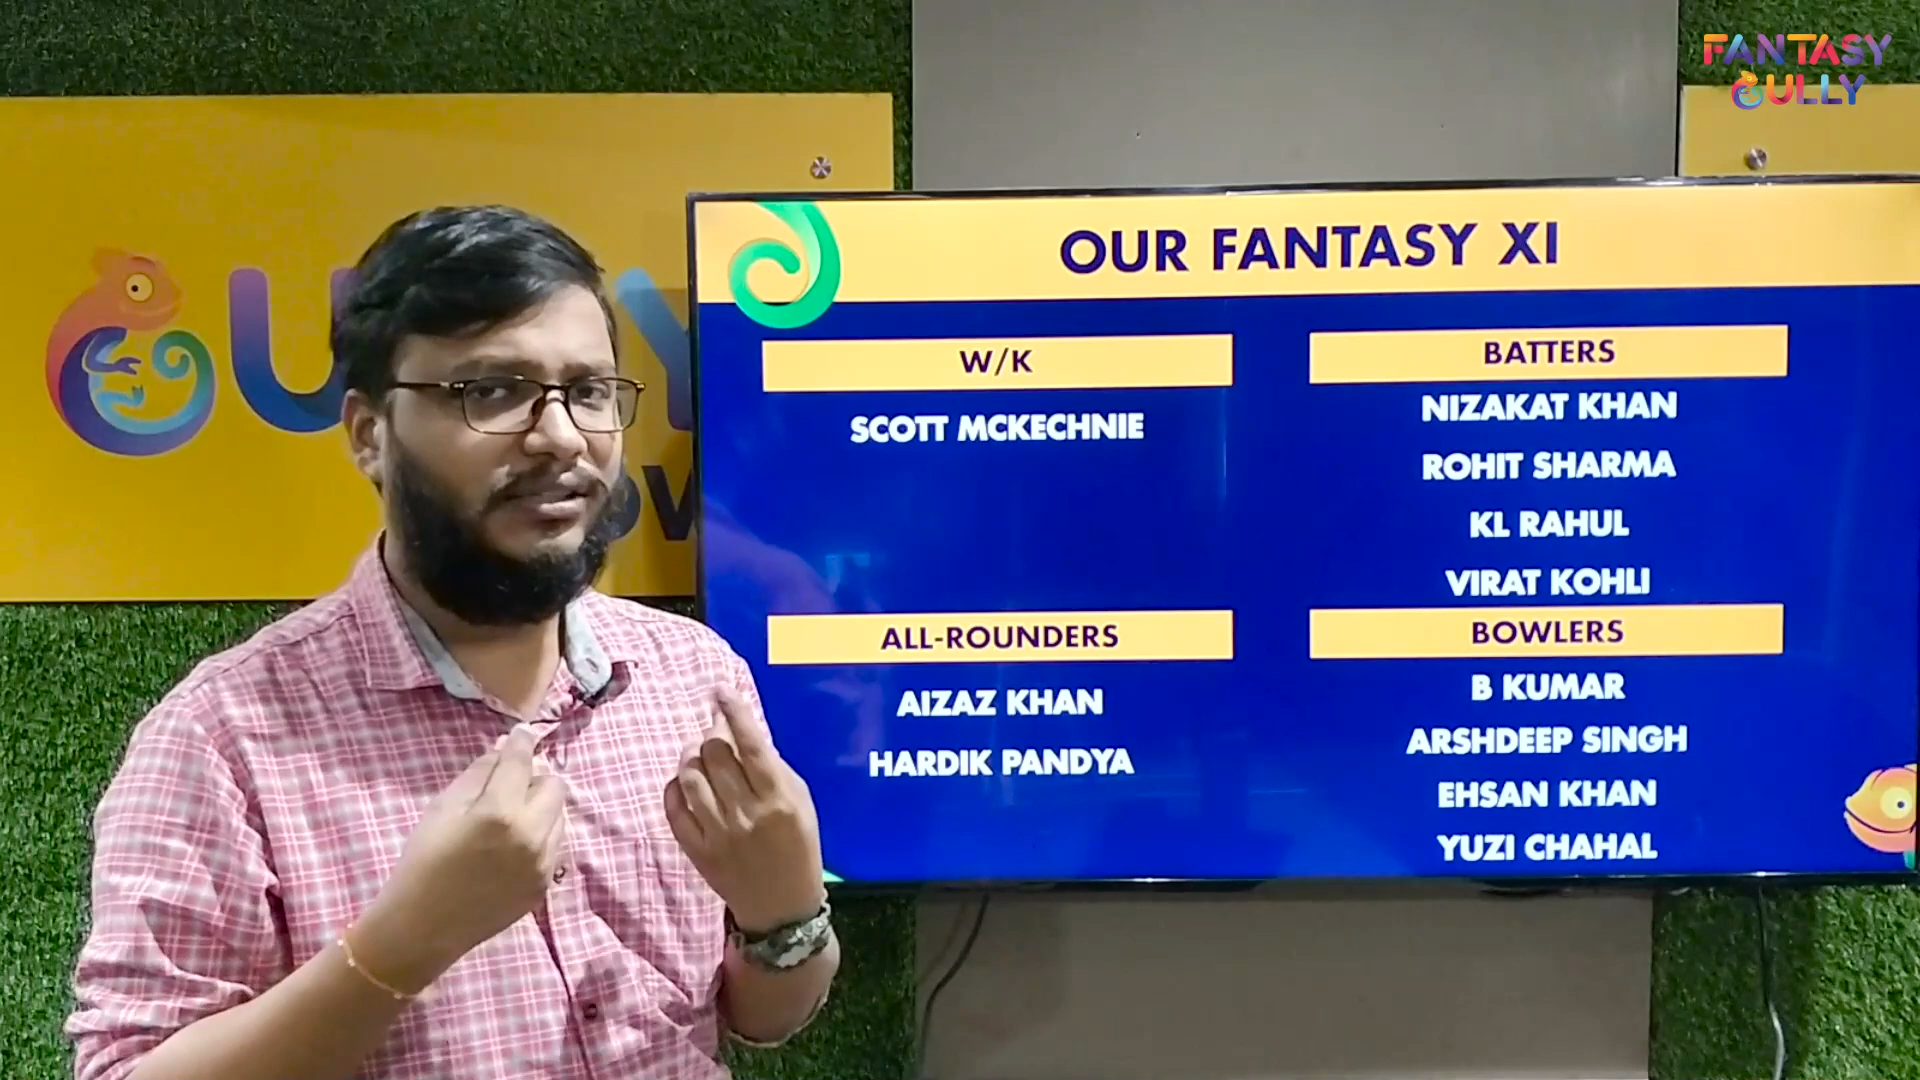 FANTASY
GULLY
OUR FANTASY XI
W/K
SCOTT MCKECHNIE
BATTERS
NIZAKAT KHAN
ROHIT SHARMA
KL RAHUL
VIRAT KOHLI
ALL-ROUNDERS
AIZAZ KHAN
HARDIK PANDYA
BOWLERS
B KUMAR
ARSHDEEP SINGH
EHSAN KHAN
YUZI CHAHAL